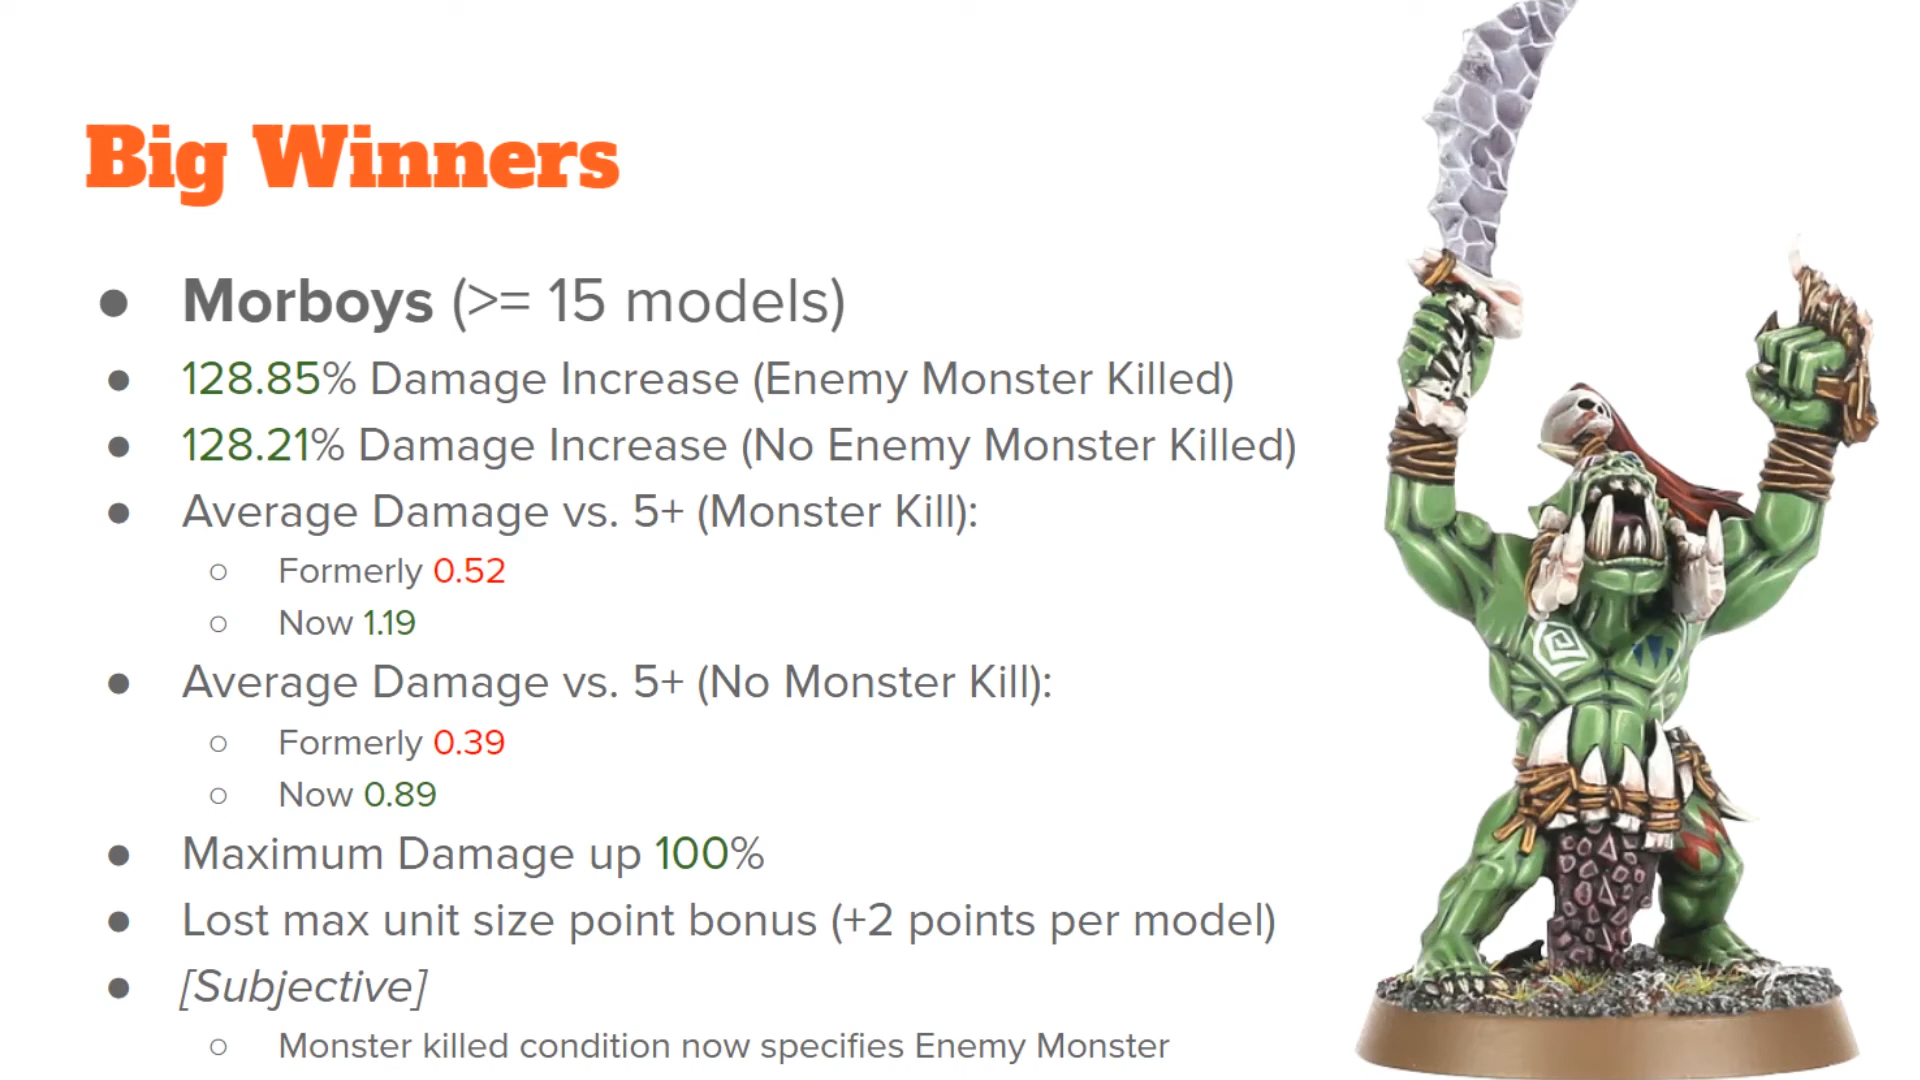 Big Winners
● Morboys (>= 15 models)
● 128.85% Damage Increase (Enemy Monster Killed)
● 128.21% Damage Increase (No Enemy Monster Killed)
● Average Damage vs. 5+ (Monster Kill):
○ Formerly 0.52
○ Now 1.19
● Average Damage vs. 5+ (No Monster Kill):
○ Formerly 0.39
○ Now 0.89
● Maximum Damage up 100%
● Lost max unit size point bonus (+2 points per model)
● [Subjective]
○ Monster killed condition now specifies Enemy Monster